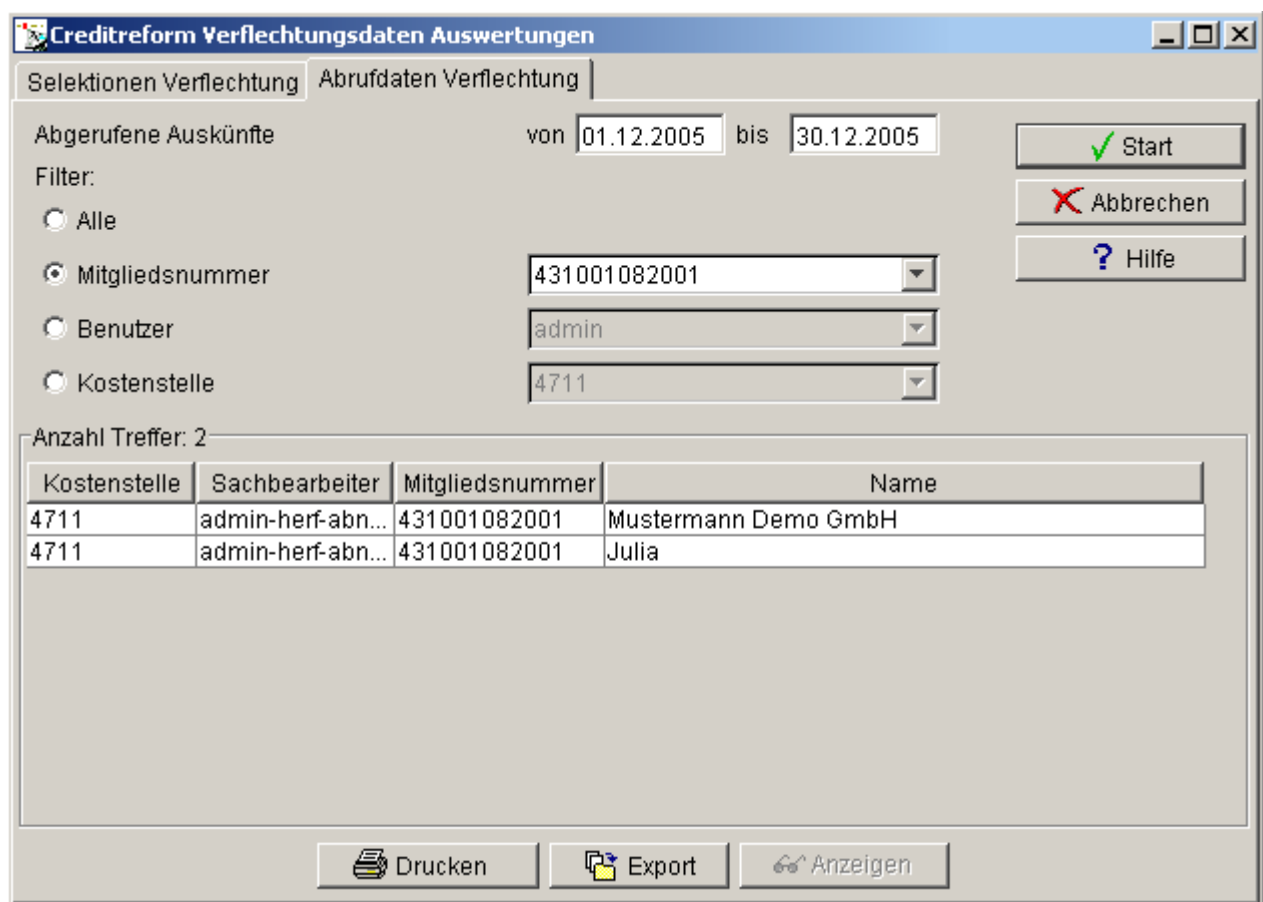 Creditreform Verflechtungsdaten Auswertungen
Selektionen Verflechtung Abrufdaten Verflechtung
Abgerufene Auskünfte von 01.12.2005 bis 30.12.2005
Start
Filter:
Abbrechen
Alle
Hilfe
Mitgliedsnummer 431001082001
Benutzer admin
Kostenstelle 4711
Anzahl Treffer: 2
Kostenstelle Sachbearbeiter Mitgliedsnummer Name
4711 admin-herf-abn... 431001082001 Mustermann Demo GmbH
4711 admin-herf-abn... 431001082001 Julia
Drucken Export Anzeigen